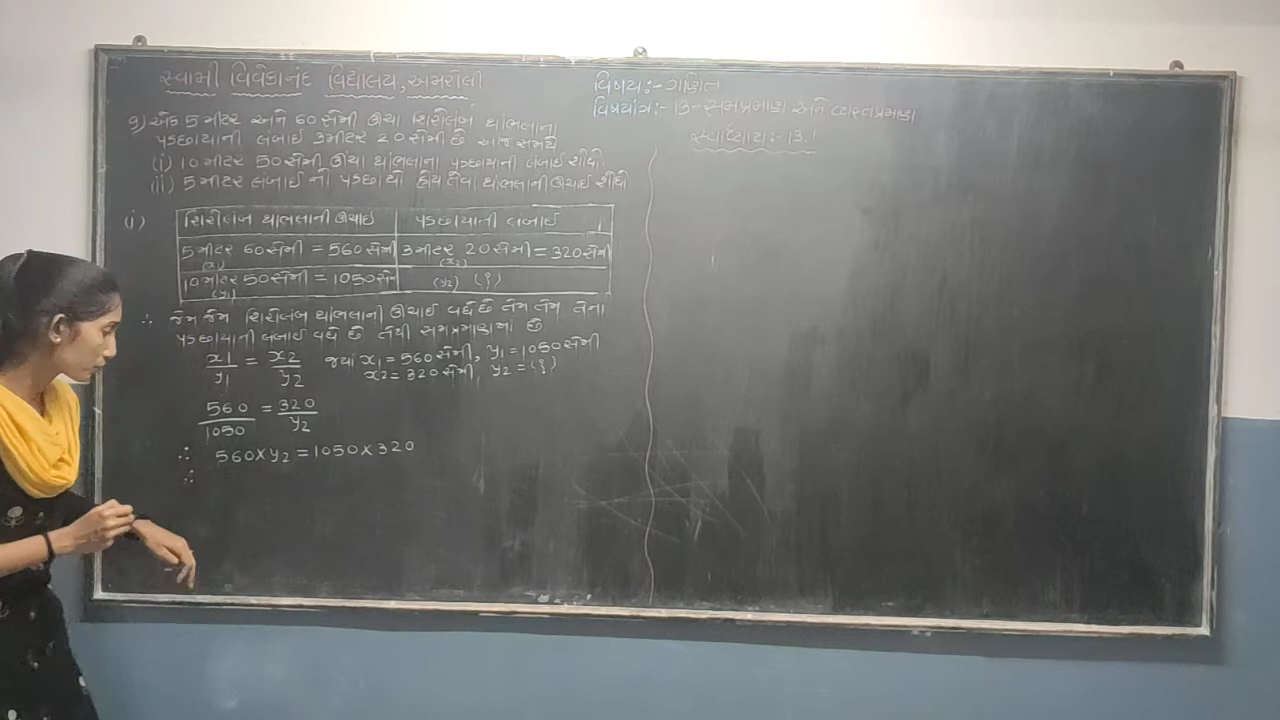 સ્વામી વિવેકાનંદ વિદ્યાલય, અમરોલી
વિષય:- ગણિત
વિષયાંગ:- 13 - સમપ્રમાણ અને વ્યસ્તપ્રમાણ
સ્વાધ્યાય:- 13.1
9) એક 5 મીટર અને 60 સેમી ઊંચા શિરોલંબ થાંભલાના
પડછાયાની લંબાઈ 3 મીટર 20 સેમી છે આજ સમયે
(i) 10 મીટર 50 સેમી ઊંચા થાંભલાના પડછાયાની લંબાઈ શોધો.
(ii) 5 મીટર લંબાઈ નો પડછાયો હોય તેવા થાંભલાની ઊંચાઈ શોધો
(i)
શિરોલંબ થાંભલાની ઊંચાઈ | પડછાયાની લંબાઈ
5 મીટર 60 સેમી = 560 સેમી | 3 મીટર 20 સેમી = 320 સેમી
(x₁) | (x₂)
10 મીટર 50 સેમી = 1050 સેમી | (y₂) (?)
(y₁)
∴ જેમ જેમ શિરોલંબ થાંભલાની ઊંચાઈ વધે છે તેમ તેમ તેના
પડછાયાની લંબાઈ વધે છે તેથી સમપ્રમાણમાં છે
x1/y₁ = x2/y2 જ્યાં x₁ = 560 સેમી, y₁ = 1050 સેમી
x2 = 320 સેમી, y2 = (?)
560/1050 = 320/y2
∴ 560 × y2 = 1050 × 320
∴